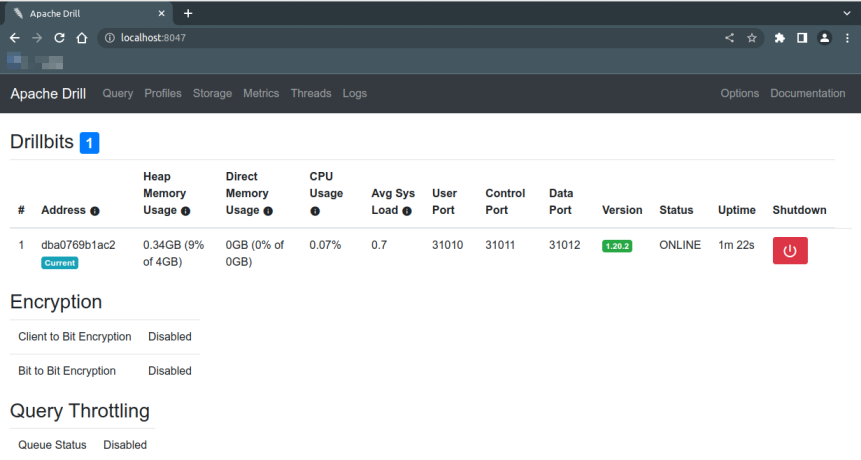 Apache Drill
localhost:8047
Apache Drill Query Profiles Storage Metrics Threads Logs Options Documentation
Drillbits 1
# Address Heap Memory Usage Direct Memory Usage CPU Usage Avg Sys Load User Port Control Port Data Port Version Status Uptime Shutdown
1 dba0769b1ac2 Current 0.34GB (9% of 4GB) 0GB (0% of 0GB) 0.07% 0.7 31010 31011 31012 1.20.2 ONLINE 1m 22s
Encryption
Client to Bit Encryption Disabled
Bit to Bit Encryption Disabled
Query Throttling
Queue Status Disabled